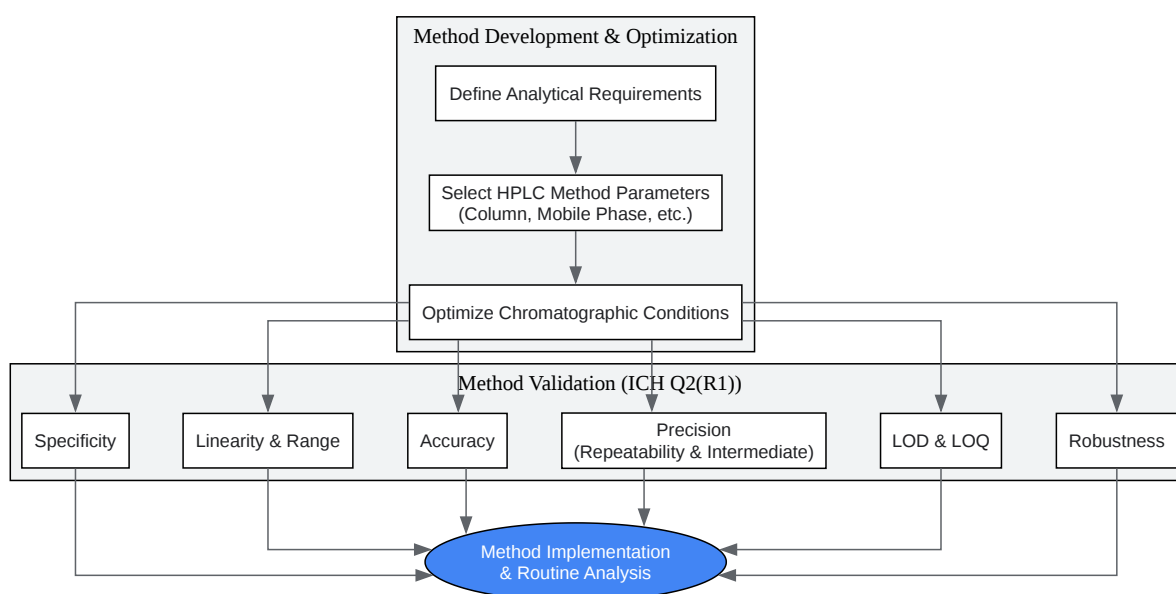 Method Development & Optimization
Define Analytical Requirements
Select HPLC Method Parameters
(Column, Mobile Phase, etc.)
Optimize Chromatographic Conditions
Method Validation (ICH Q2(R1))
Specificity
Linearity & Range
Accuracy
Precision
(Repeatability & Intermediate)
LOD & LOQ
Robustness
Method Implementation
& Routine Analysis